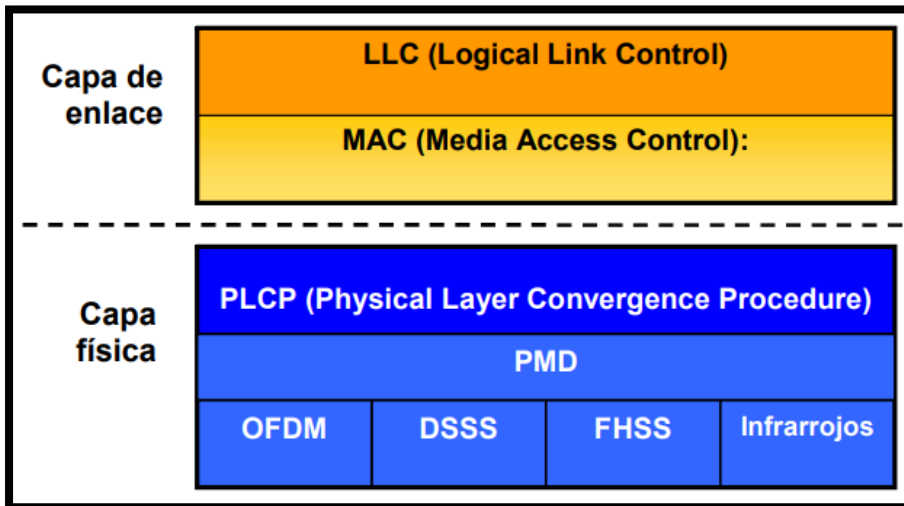 Capa de
enlace
LLC (Logical Link Control)
MAC (Media Access Control):
Capa
física
PLCP (Physical Layer Convergence Procedure)
PMD
OFDM
DSSS
FHSS
Infrarrojos